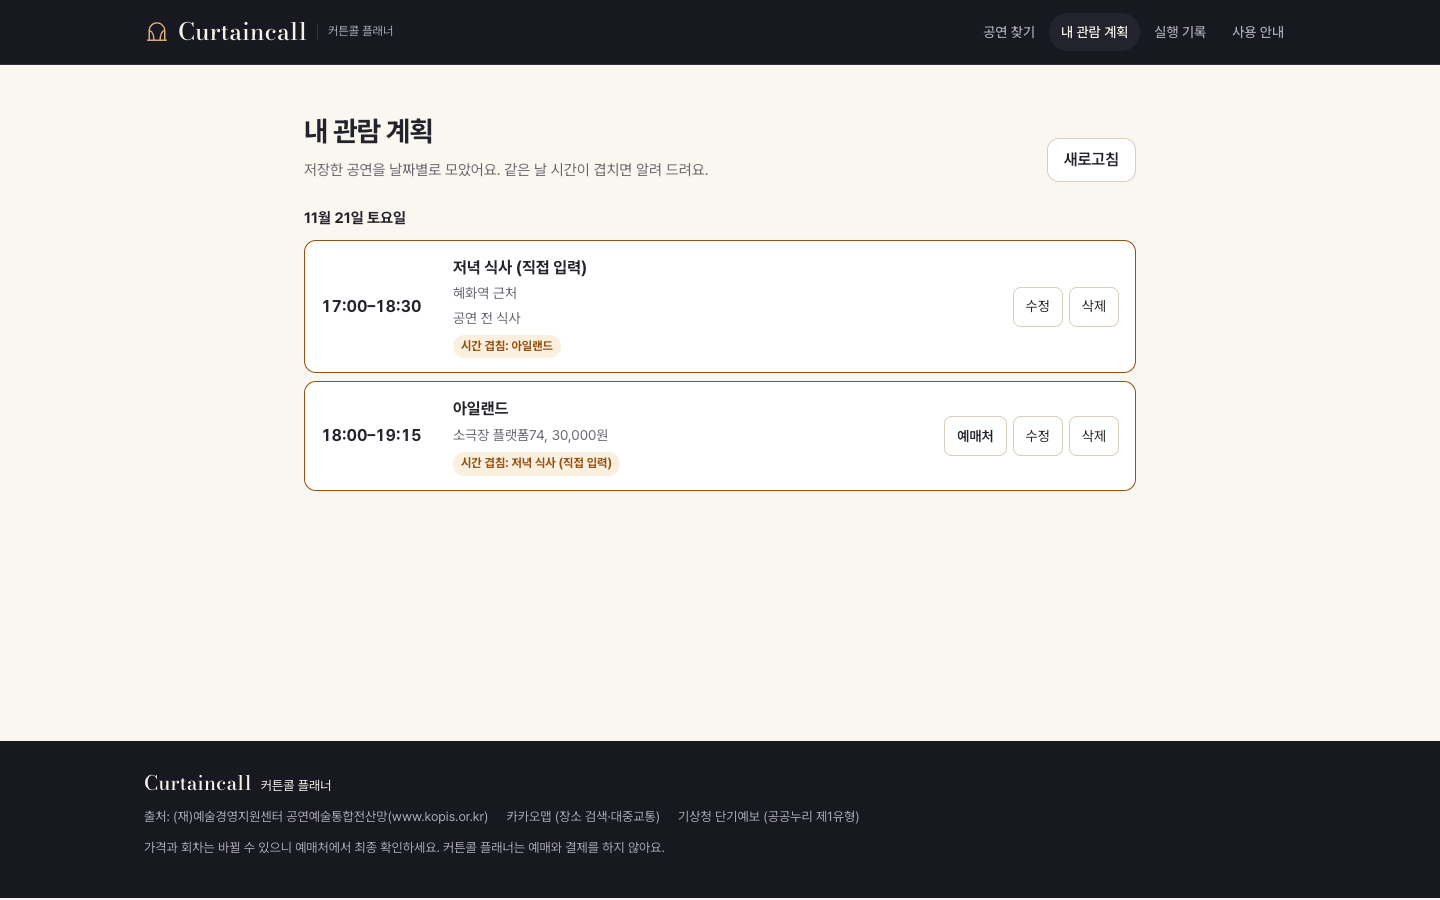 Curtaincall 커튼콜 플래너 공연 찾기 내 관람 계획 실행 기록 사용 안내
내 관람 계획
저장한 공연을 날짜별로 모았어요. 같은 날 시간이 겹치면 알려 드려요.
새로고침
11월 21일 토요일
17:00–18:30
저녁 식사 (직접 입력)
혜화역 근처
공연 전 식사
시간 겹침: 아일랜드
수정 삭제
18:00–19:15
아일랜드
소극장 플랫폼74, 30,000원
시간 겹침: 저녁 식사 (직접 입력)
예매처 수정 삭제
Curtaincall 커튼콜 플래너
출처: (재)예술경영지원센터 공연예술통합전산망(www.kopis.or.kr) 카카오맵 (장소 검색·대중교통) 기상청 단기예보 (공공누리 제1유형)
가격과 회차는 바뀔 수 있으니 예매처에서 최종 확인하세요. 커튼콜 플래너는 예매와 결제를 하지 않아요.